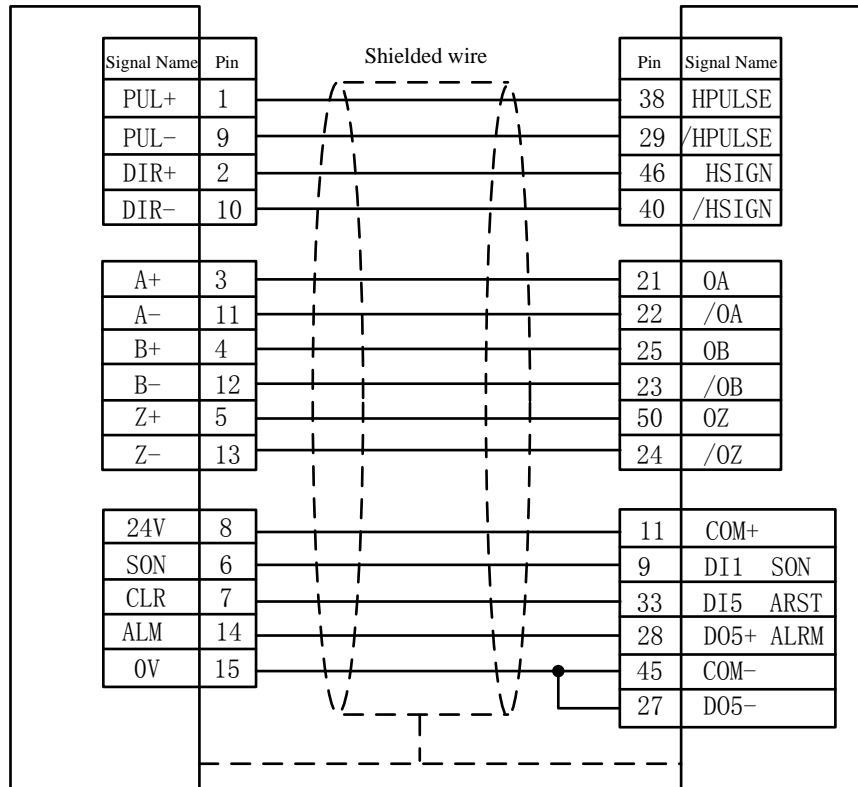 Shielded wire
Signal Name Pin Pin Signal Name
PUL+ 1 38 HPULSE
PUL- 9 29 /HPULSE
DIR+ 2 46 HSIGN
DIR- 10 40 /HSIGN
A+ 3 21 OA
A- 11 22 /OA
B+ 4 25 OB
B- 12 23 /OB
Z+ 5 50 OZ
Z- 13 24 /OZ
24V 8 11 COM+
SON 6 9 DI1 SON
CLR 7 33 DI5 ARST
ALM 14 28 DO5+ ALRM
0V 15 45 COM-
27 DO5-